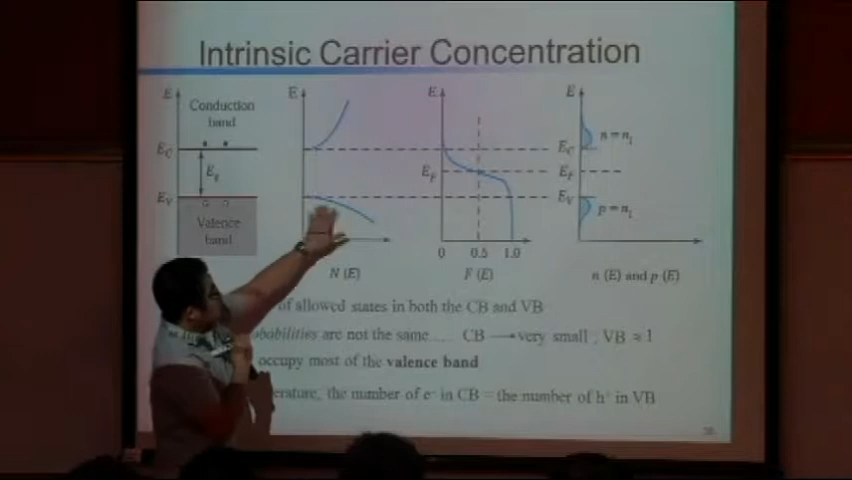 Intrinsic Carrier Concentration
E
Conduction
band
E_C
E_g
E_V
Valence
band
E
N (E)
E
E_F
0 0.5 1.0
F (E)
E
E_C
E_F
E_V
n = n_i
p = n_i
n (E) and p (E)
of allowed states in both the CB and VB
are not the same... CB → very small ; VB ≈ 1
occupy most of the valence band
the number of e⁻ in CB = the number of h⁺ in VB